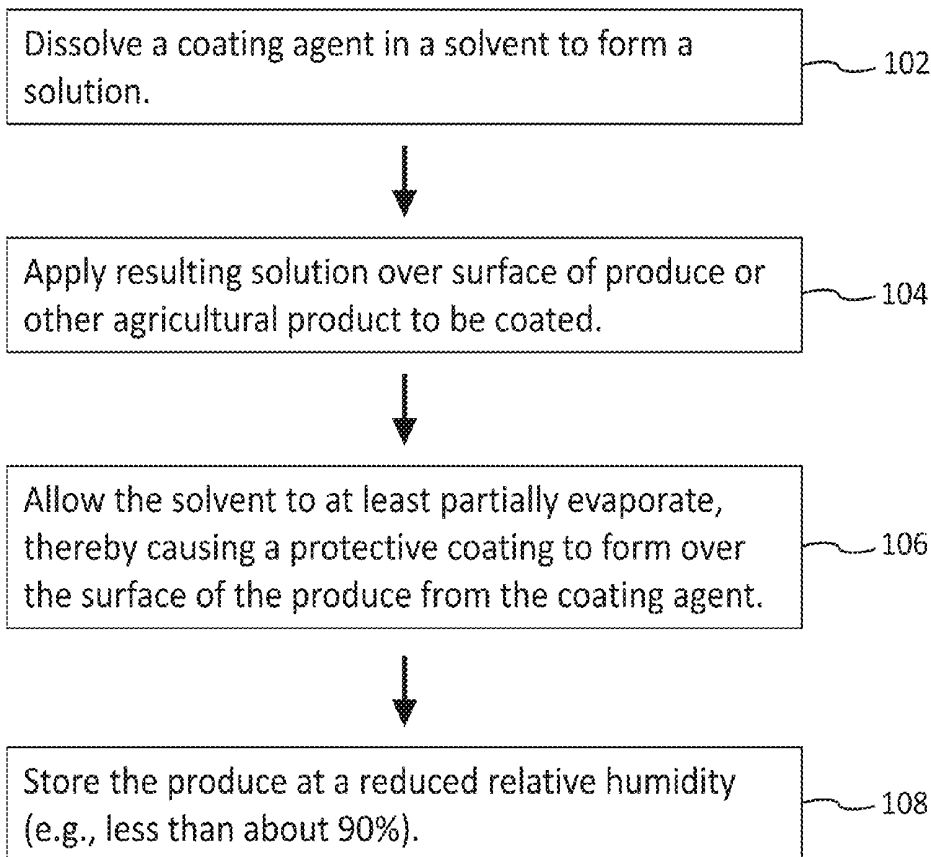 Dissolve a coating agent in a solvent to form a
solution.
102
Apply resulting solution over surface of produce or
other agricultural product to be coated.
104
Allow the solvent to at least partially evaporate,
thereby causing a protective coating to form over
the surface of the produce from the coating agent.
106
Store the produce at a reduced relative humidity
(e.g., less than about 90%).
108